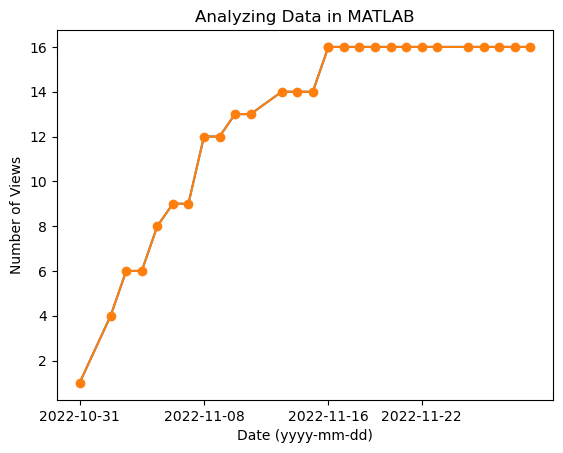 Analyzing Data in MATLAB
16
14
12
10
8
6
4
2
Number of Views
2022-10-31 2022-11-08 2022-11-16 2022-11-22
Date (yyyy-mm-dd)